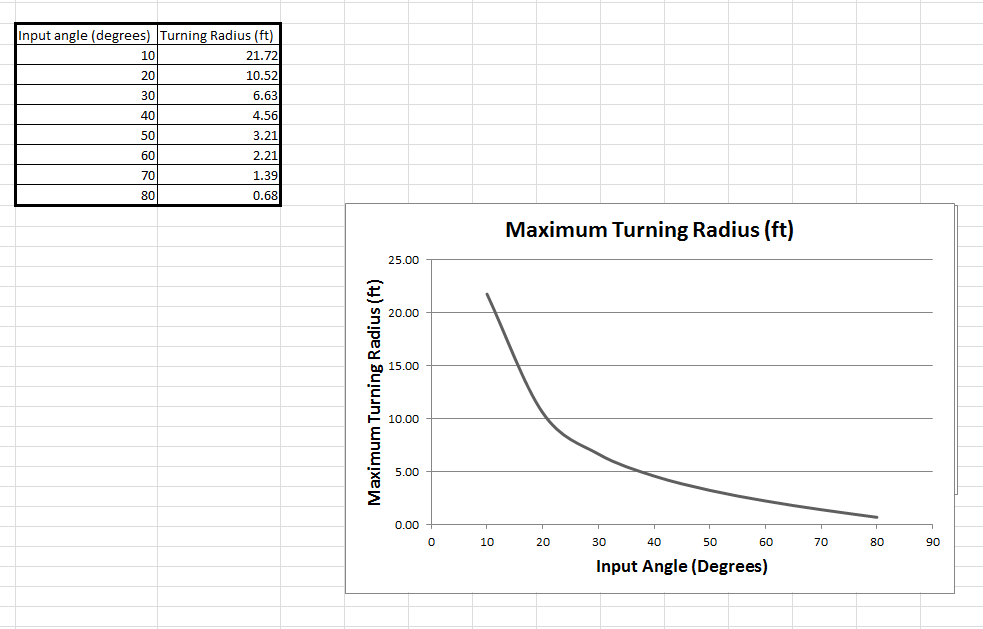 Input angle (degrees) Turning Radius (ft)
10 21.72
20 10.52
30 6.63
40 4.56
50 3.21
60 2.21
70 1.39
80 0.68
Maximum Turning Radius (ft)
Maximum Turning Radius (ft)
25.00
20.00
15.00
10.00
5.00
0.00
0 10 20 30 40 50 60 70 80 90
Input Angle (Degrees)